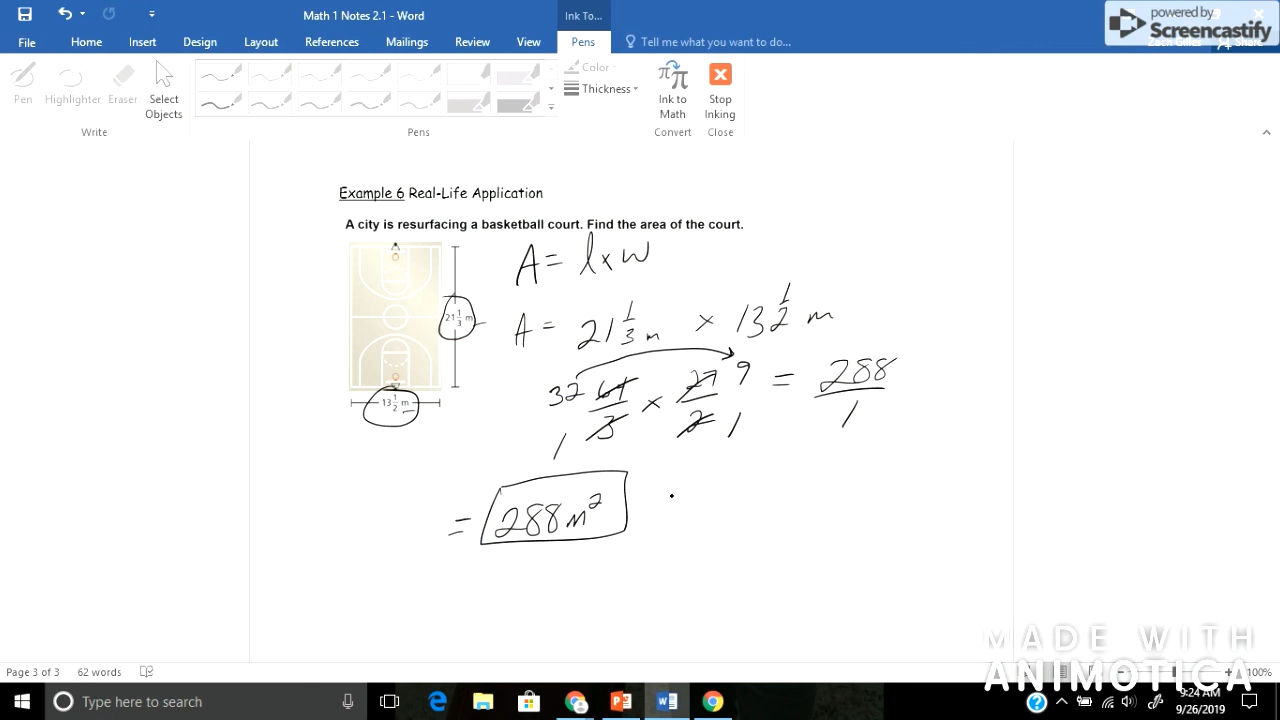 Math 1 Notes 2.1 - Word
Ink To...
powered by
Screencastify
File Home Insert Design Layout References Mailings Review View Pens Tell me what you want to do... Share
Pen Highlighter Eraser Select Objects
Color
Thickness
Ink to Math
Stop Inking
Write Pens Convert Close
Example 6 Real-Life Application
A city is resurfacing a basketball court. Find the area of the court.
A = l x w
21 1/3 m
A = 21 1/3 m x 13 1/2 m
13 1/2 m
32 64/3 1 x 27/2 9 1 = 288/1
= 288 m²
MADE WITH
ANIMOTICA
Page 3 of 3 62 words 100%
Type here to search
9:24 AM
9/26/2019